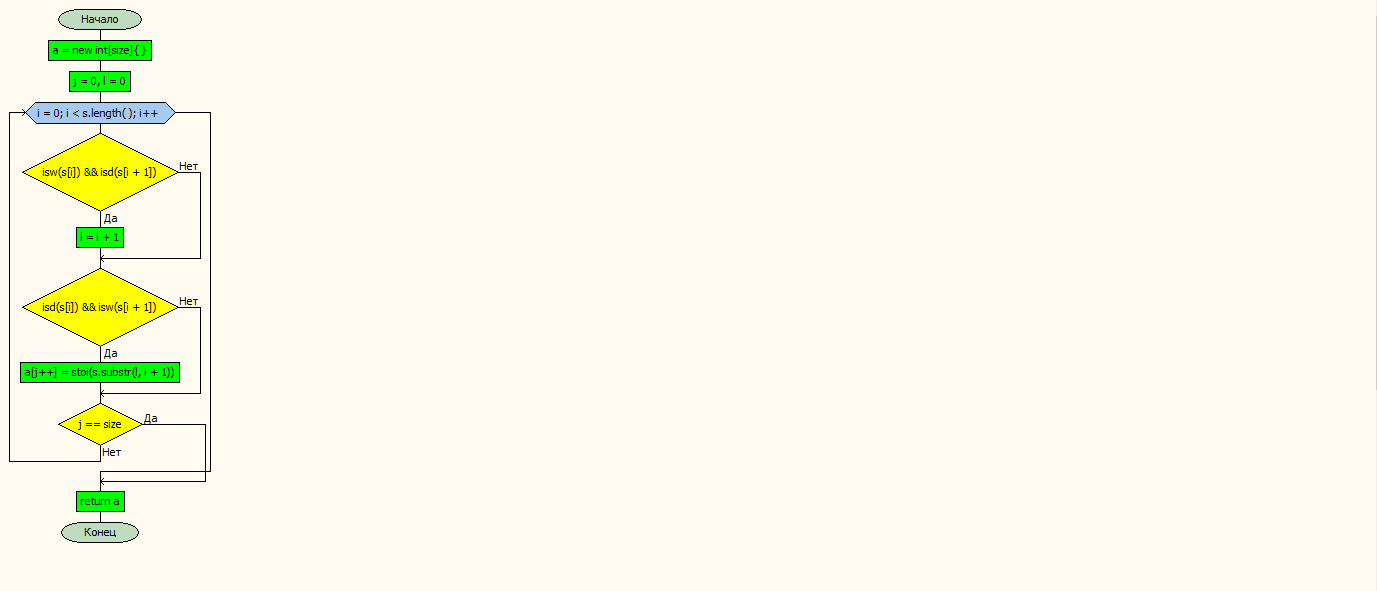 Начало
a = new int[size]{ }
j = 0, l = 0
i = 0; i < s.length( ); i++
isw(s[i]) && isd(s[i + 1])
Нет
Да
l = i + 1
isd(s[i]) && isw(s[i + 1])
Нет
Да
a[j++] = stoi(s.substr(l, i + 1))
j == size
Да
Нет
return a
Конец